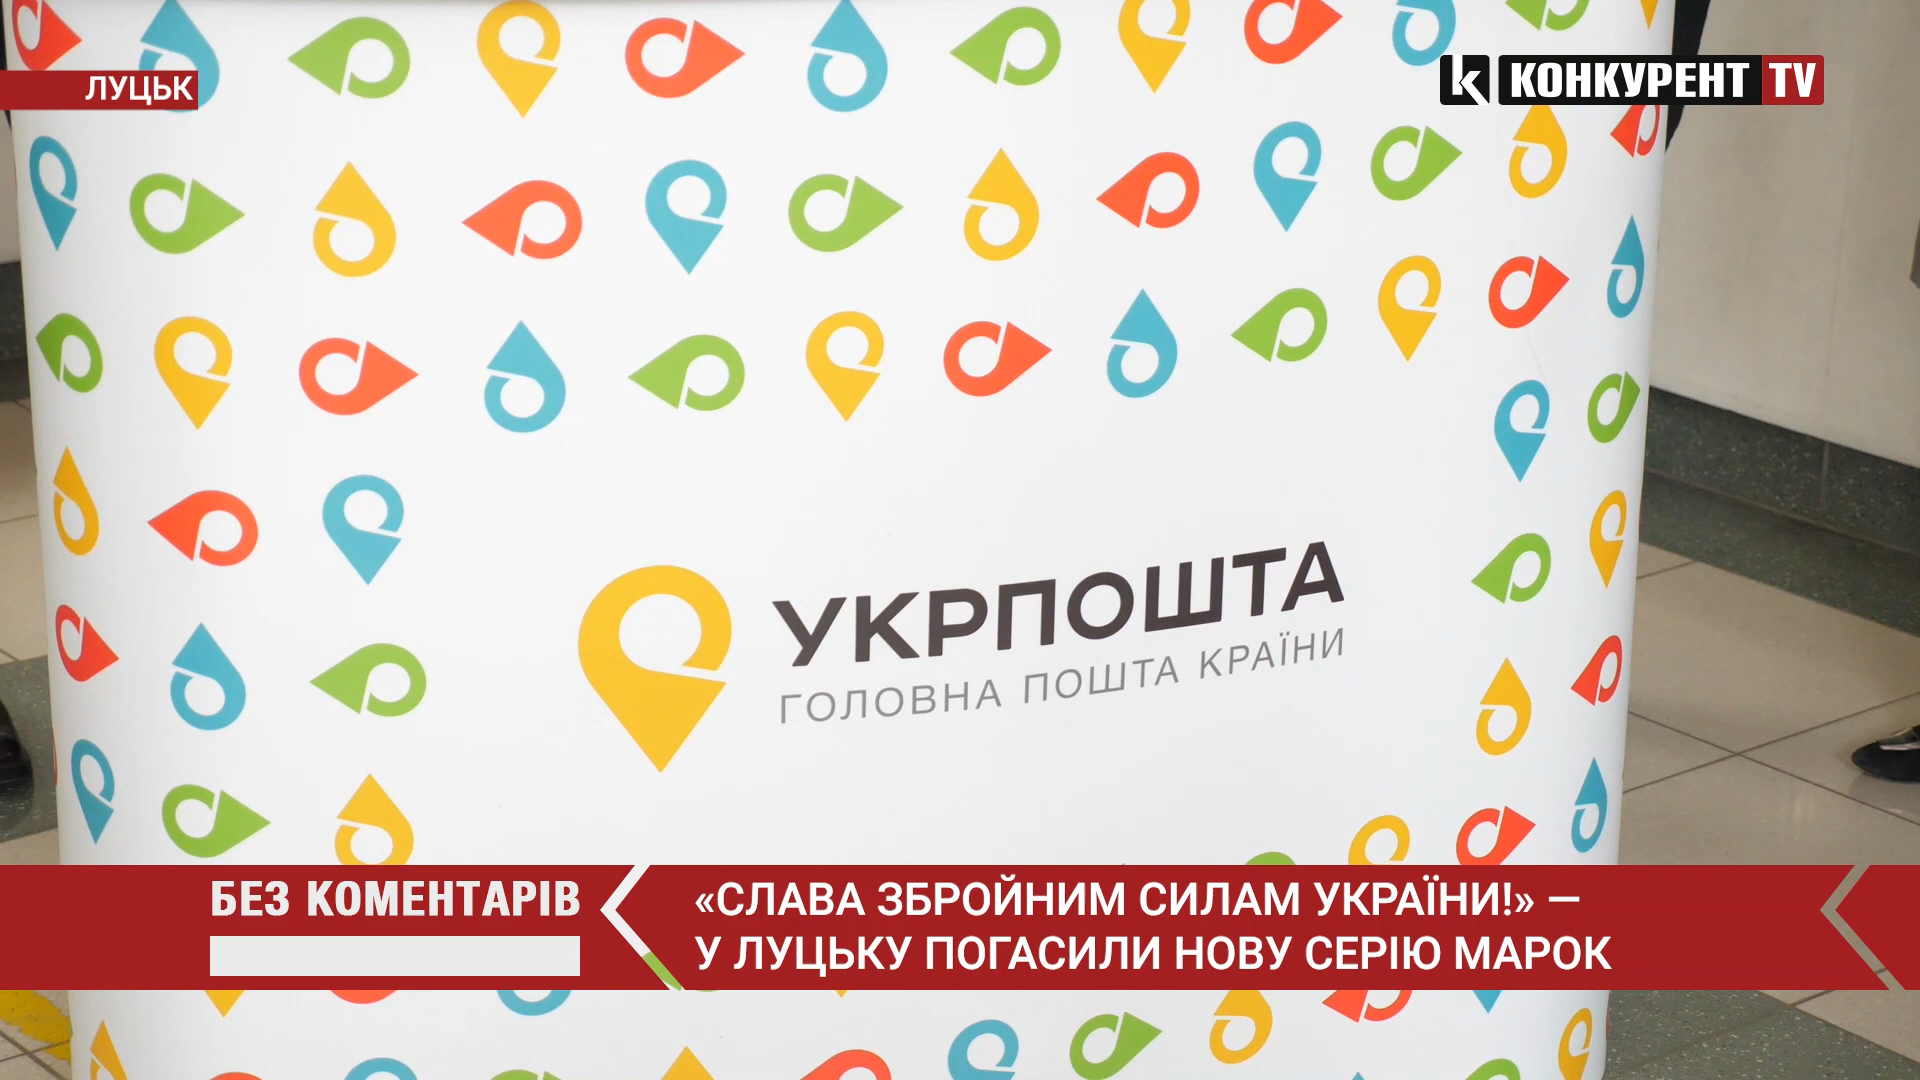 ЛУЦЬК
КОНКУРЕНТ TV
УКРПОШТА
ГОЛОВНА ПОШТА КРАЇНИ
БЕЗ КОМЕНТАРІВ
«СЛАВА ЗБРОЙНИМ СИЛАМ УКРАЇНИ!» —
У ЛУЦЬКУ ПОГАСИЛИ НОВУ СЕРІЮ МАРОК